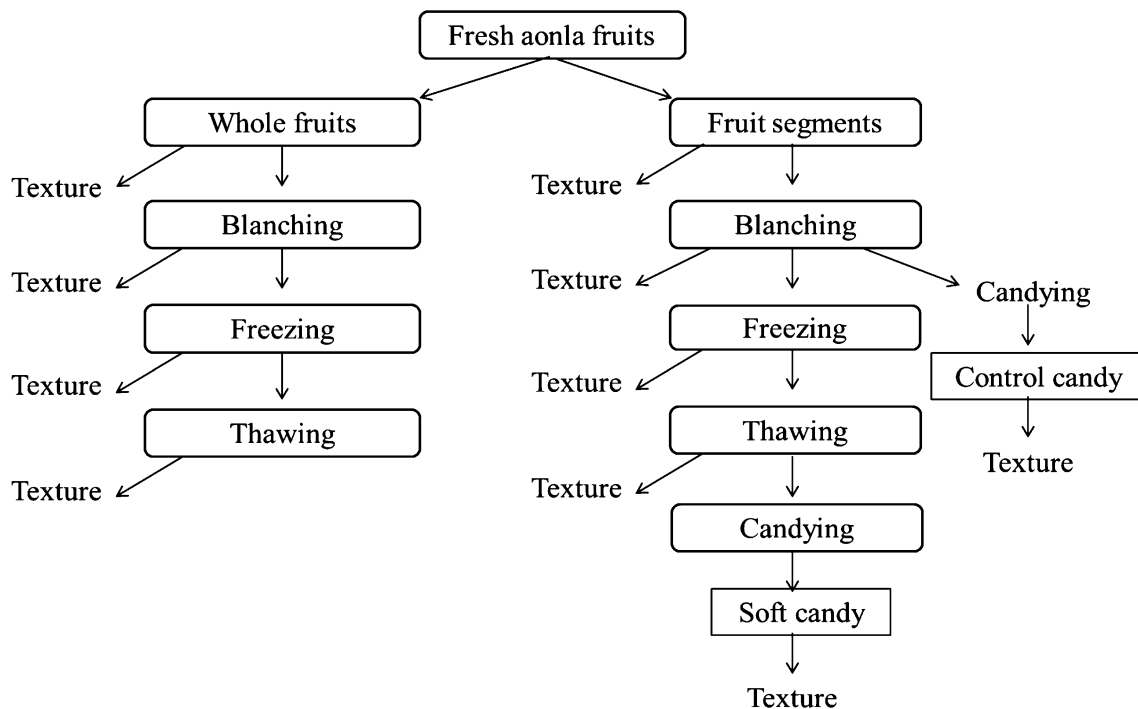 Fresh aonla fruits
Whole fruits
Fruit segments
Texture
Texture
Blanching
Blanching
Texture
Texture
Candying
Freezing
Freezing
Texture
Texture
Control candy
Thawing
Thawing
Texture
Texture
Texture
Candying
Soft candy
Texture